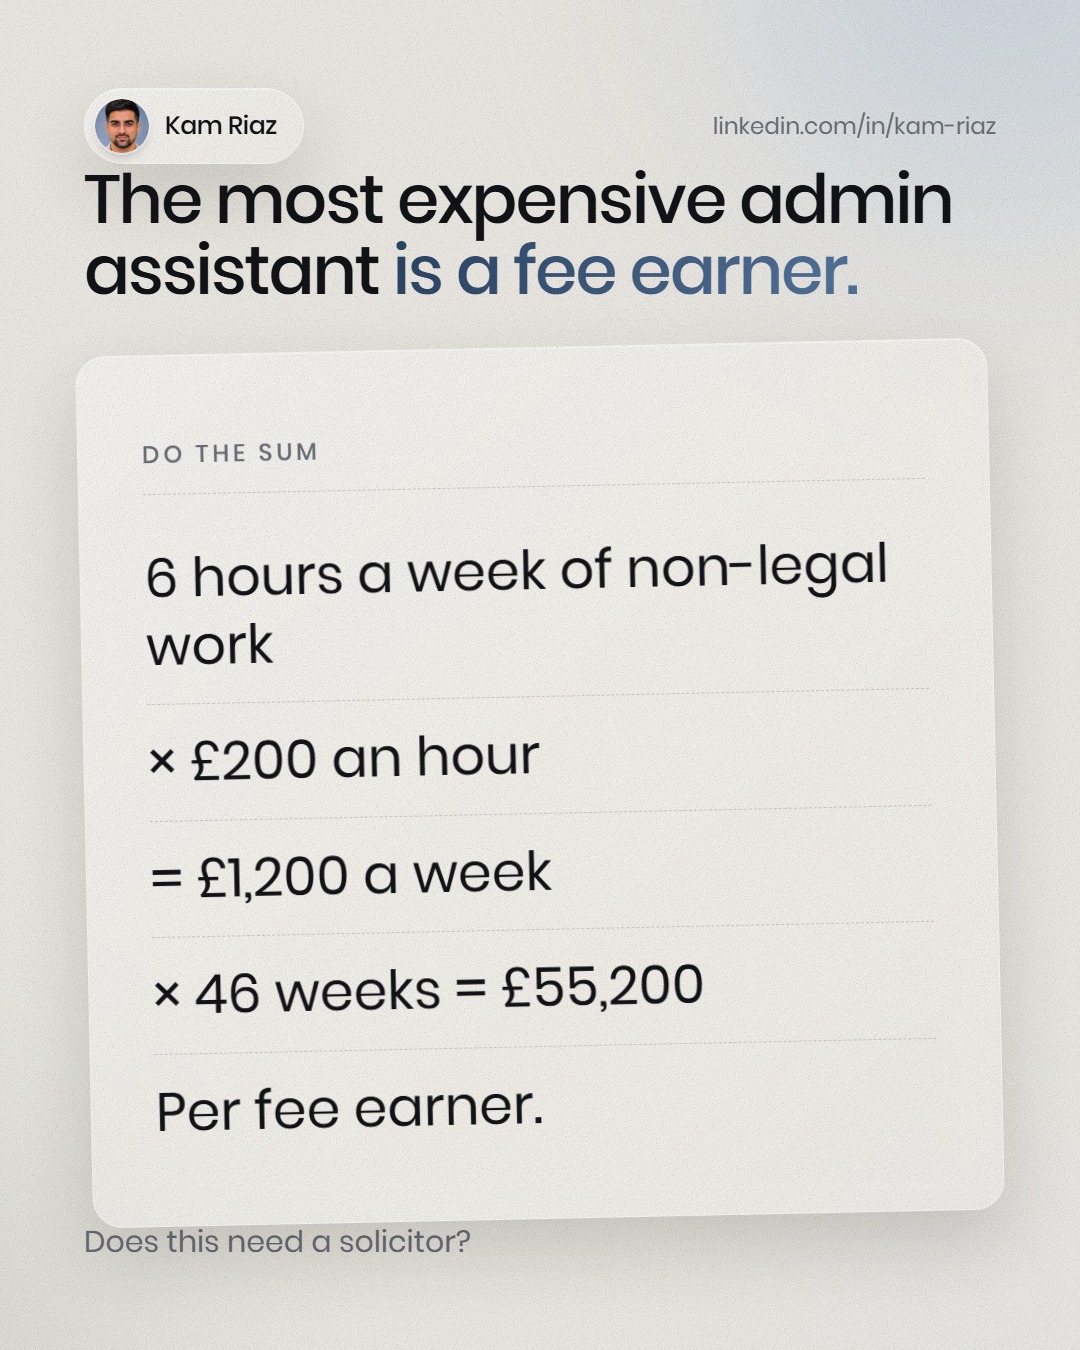 Kam Riaz
linkedin.com/in/kam-riaz
The most expensive admin
assistant is a fee earner.
DO THE SUM
6 hours a week of non-legal
work
× £200 an hour
= £1,200 a week
× 46 weeks = £55,200
Per fee earner.
Does this need a solicitor?